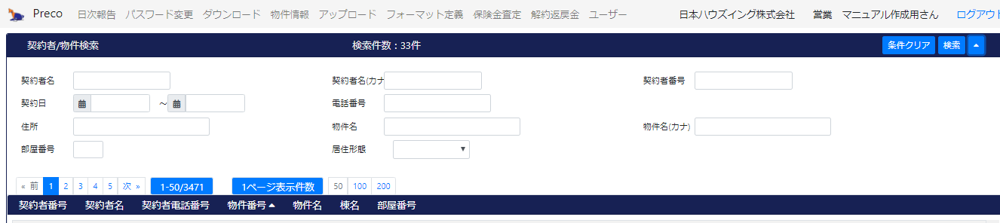 Preco 日次報告 パスワード変更 ダウンロード 物件情報 アップロード フォーマット定義 保険金査定 解約返戻金 ユーザー 日本ハウズイング株式会社 営業 マニュアル作成用さん ログアウト
契約者/物件検索 検索件数：33件 条件クリア 検索
契約者名 契約者名(カナ 契約者番号
契約日 ～ 電話番号
住所 物件名 物件名(カナ)
部屋番号 居住形態
« 前 1 2 3 4 5 次 » 1-50/3471 1ページ表示件数 50 100 200
契約者番号 契約者名 契約者電話番号 物件番号 物件名 棟名 部屋番号